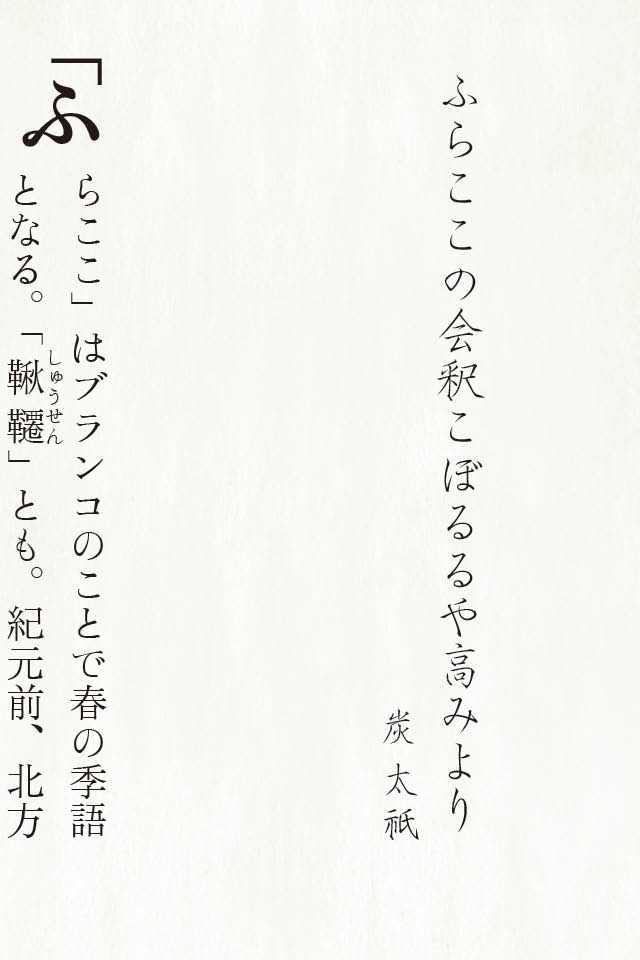 ふらここの会釈こぼるるや高みより
炭太祇
「ふらここ」はブランコのことで春の季語
となる。「鞦韆」とも。紀元前、北方
しゅうせん